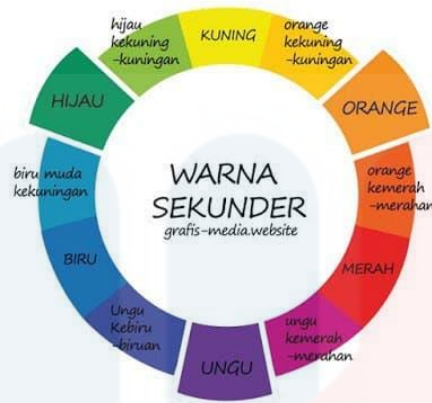 KUNING
orange
kekuning
-kuningan
ORANGE
orange
kemerah
-merahan
MERAH
ungu
kemerah
-merahan
UNGU
Ungu
Kebiru
-biruan
BIRU
biru muda
kekuningan
HIJAU
hijau
kekuning
-kuningan
WARNA
SEKUNDER
grafis-media.website